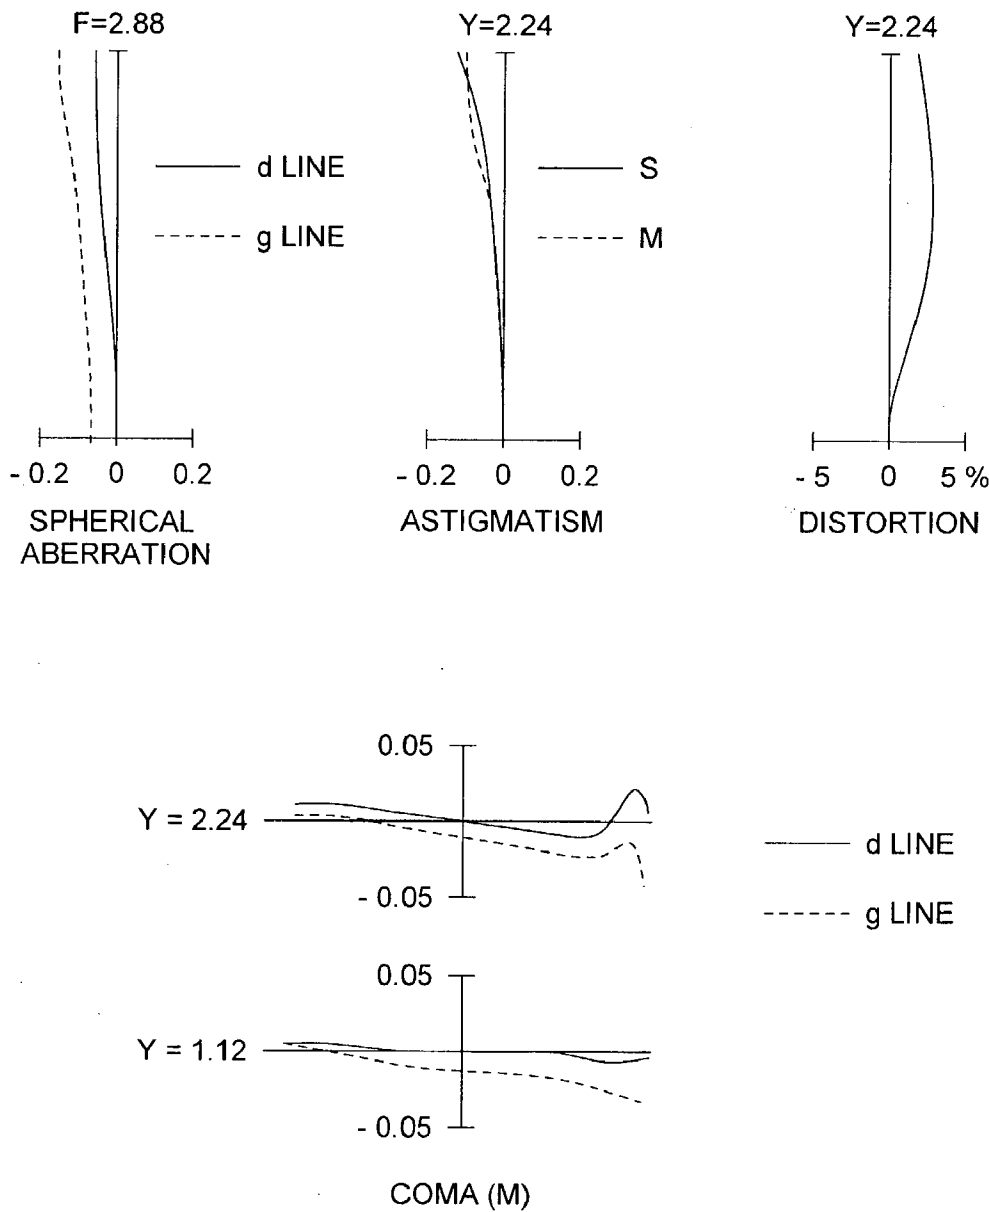 F=2.88
Y=2.24
Y=2.24
d LINE
g LINE
S
M
- 0.2 0 0.2
- 0.2 0 0.2
- 5 0 5 %
SPHERICAL
ABERRATION
ASTIGMATISM
DISTORTION
0.05
Y = 2.24
- 0.05
d LINE
g LINE
0.05
Y = 1.12
- 0.05
COMA (M)